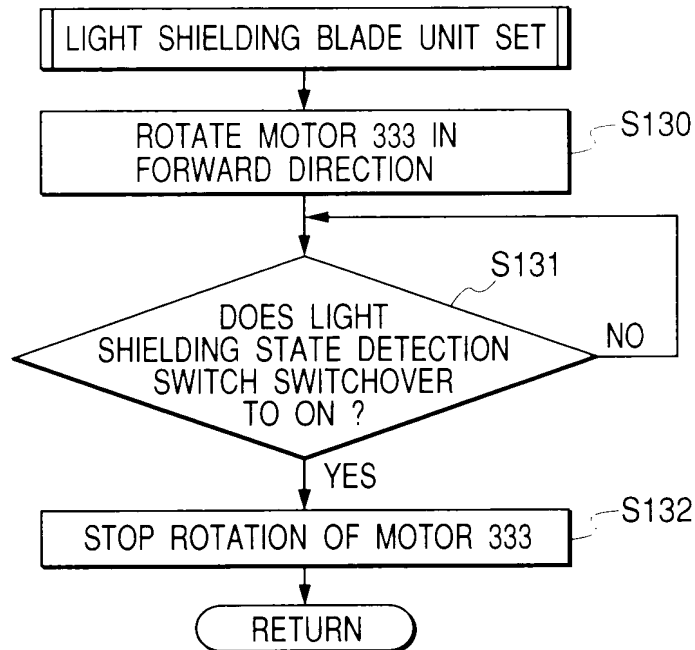 LIGHT SHIELDING BLADE UNIT SET
ROTATE MOTOR 333 IN
FORWARD DIRECTION
S130
S131
DOES LIGHT
SHIELDING STATE DETECTION
SWITCH SWITCHOVER
TO ON ?
NO
YES
STOP ROTATION OF MOTOR 333
S132
RETURN